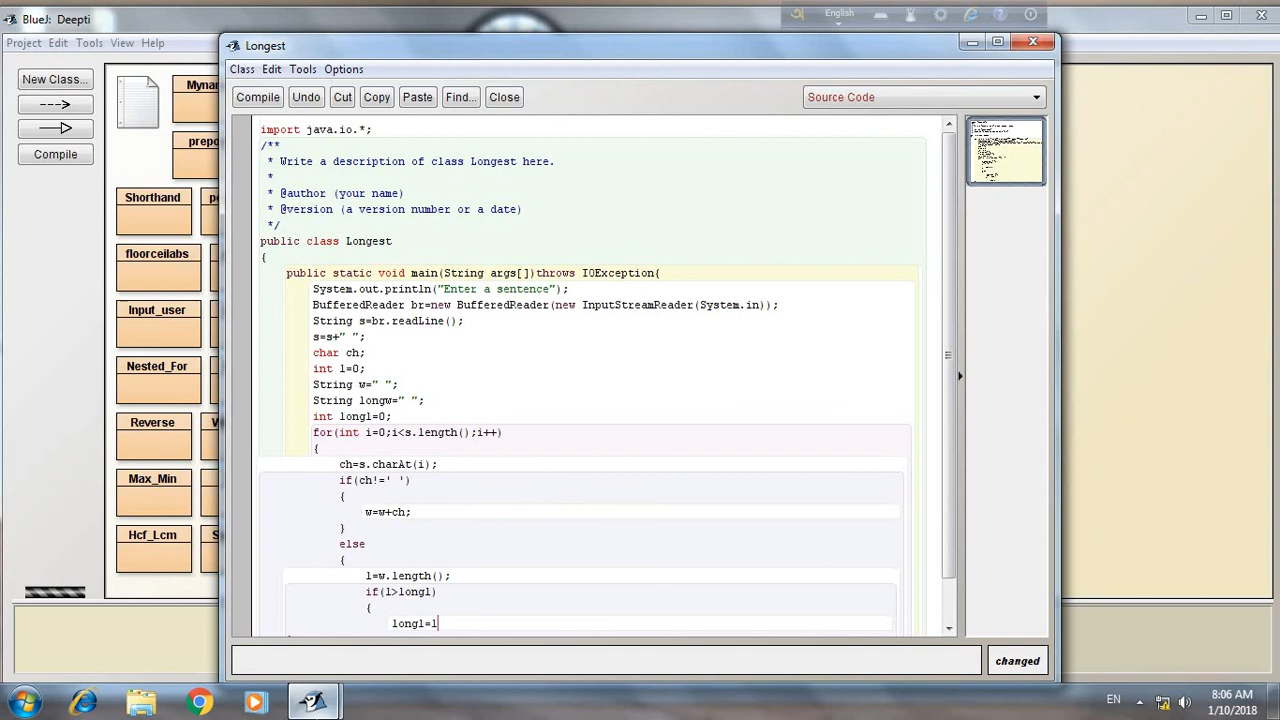 BlueJ: Deepti
English
Project Edit Tools View Help
Longest
Class Edit Tools Options
New Class...
Compile
Compile Undo Cut Copy Paste Find... Close
Source Code
Shorthand
floorceilabs
Input_user
Nested_For
Reverse
Max_Min
Hcf_Lcm
import java.io.*;
/**
* Write a description of class Longest here.
*
* @author (your name)
* @version (a version number or a date)
*/
public class Longest
{
public static void main(String args[])throws IOException{
System.out.println("Enter a sentence");
BufferedReader br=new BufferedReader(new InputStreamReader(System.in));
String s=br.readLine();
s=s+" ";
char ch;
int l=0;
String w=" ";
String longw=" ";
int longl=0;
for(int i=0;i<s.length();i++)
{
ch=s.charAt(i);
if(ch!=' ')
{
w=w+ch;
}
else
{
l=w.length();
if(l>longl)
{
longl=l
changed
EN
8:06 AM
1/10/2018